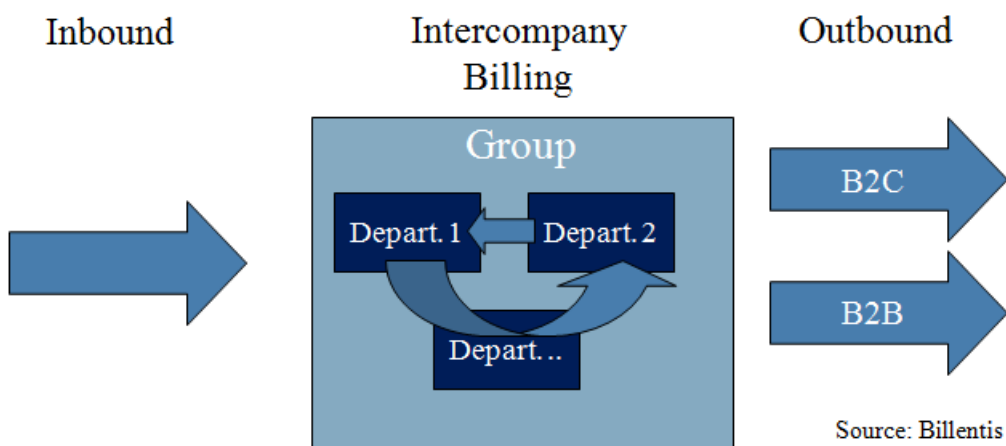 Inbound
Intercompany
Billing
Outbound
Group
Depart. 1
Depart. 2
Depart...
B2C
B2B
Source: Billentis